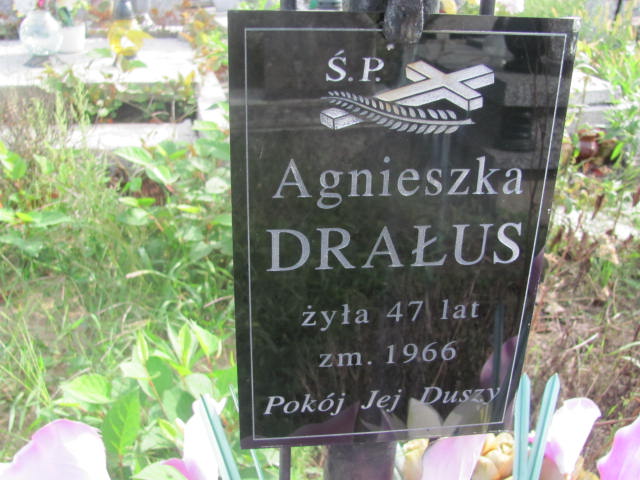 Ś.P.
Agnieszka
DRAŁUS
żyła 47 lat
zm. 1966
Pokój Jej Duszy